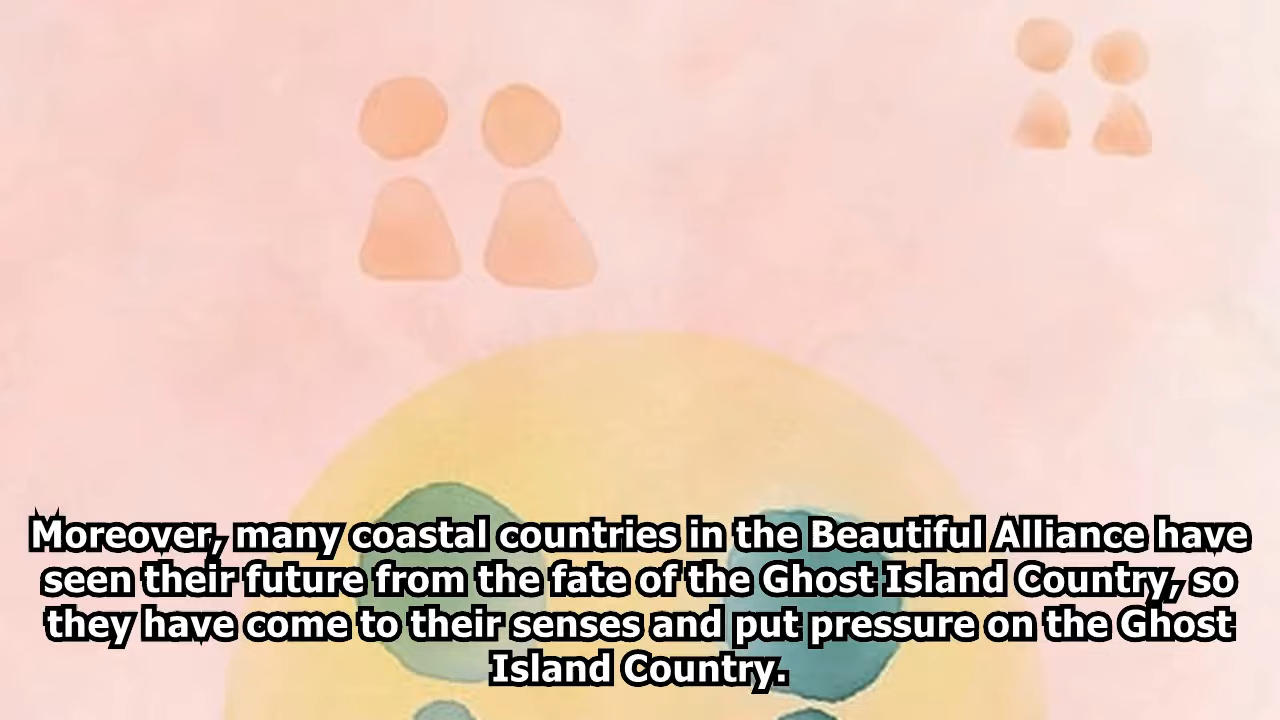 Moreover, many coastal countries in the Beautiful Alliance have
seen their future from the fate of the Ghost Island Country, so
they have come to their senses and put pressure on the Ghost
Island Country.